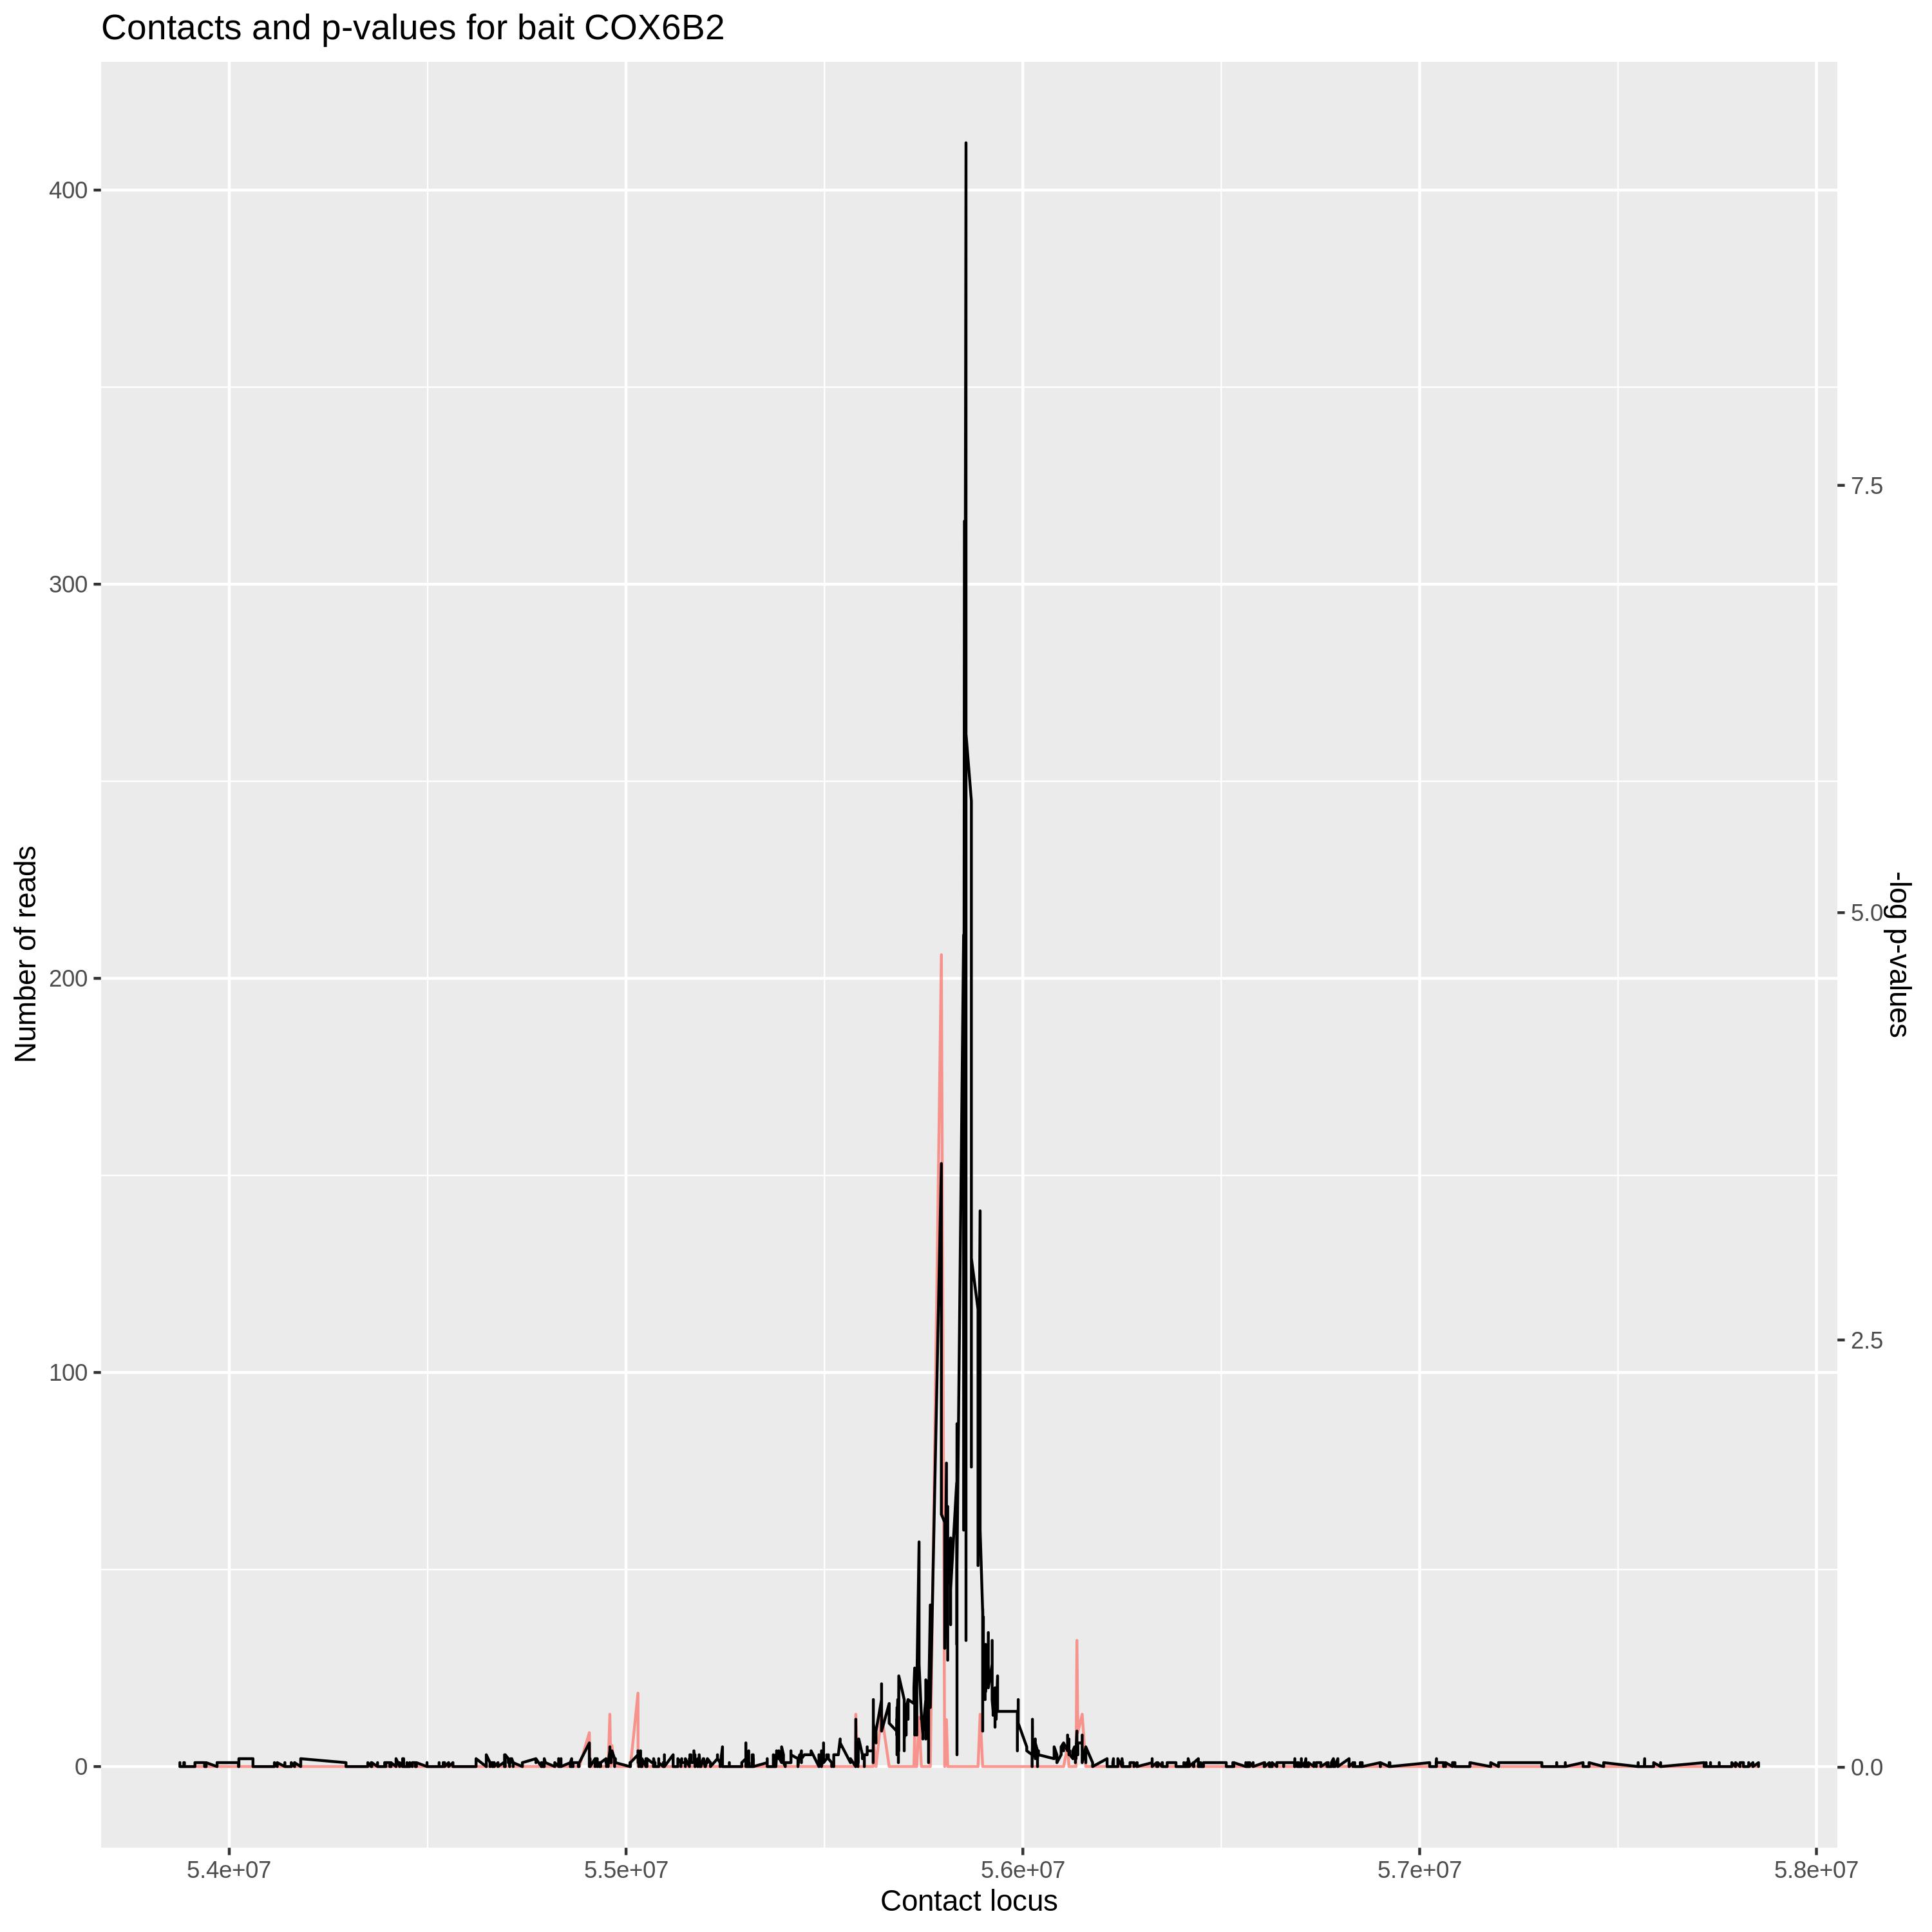 Contacts and p-values for bait COX6B2
400
300
200
100
0
Number of reads
7.5
5.0
2.5
0.0
-log p-values
5.4e+07
5.5e+07
5.6e+07
5.7e+07
5.8e+07
Contact locus